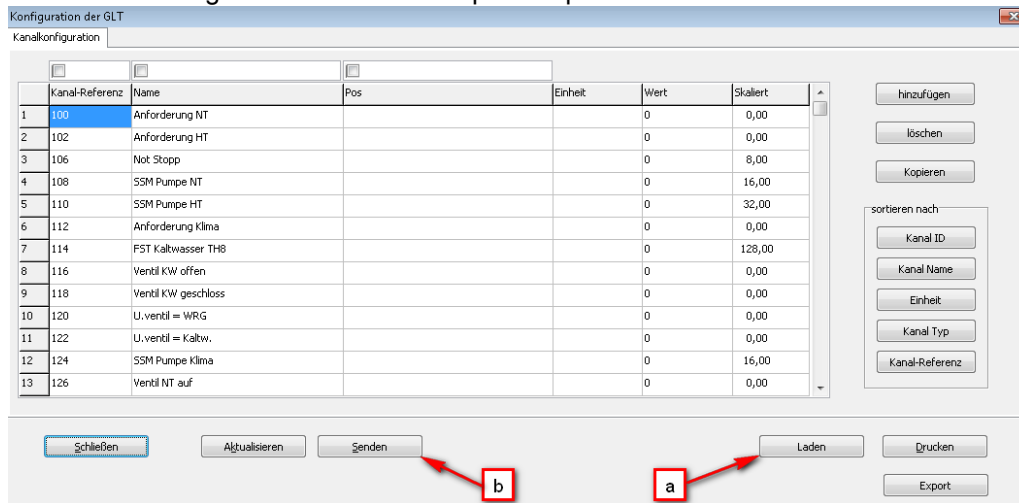 Konfiguration der GLT
Kanalkonfiguration
Kanal-Referenz Name Pos Einheit Wert Skaliert
1 100 Anforderung NT 0 0,00
2 102 Anforderung HT 0 0,00
3 106 Not Stopp 0 8,00
4 108 SSM Pumpe NT 0 16,00
5 110 SSM Pumpe HT 0 32,00
6 112 Anforderung Klima 0 0,00
7 114 FST Kaltwasser TH8 0 128,00
8 116 Ventil KW offen 0 0,00
9 118 Ventil KW geschloss 0 0,00
10 120 U.ventil = WRG 0 0,00
11 122 U.ventil = Kaltw. 0 0,00
12 124 SSM Pumpe Klima 0 16,00
13 126 Ventil NT auf 0 0,00
hinzufügen
löschen
Kopieren
sortieren nach
Kanal ID
Kanal Name
Einheit
Kanal Typ
Kanal-Referenz
Schließen Aktualisieren Senden Laden Drucken
b a
Export